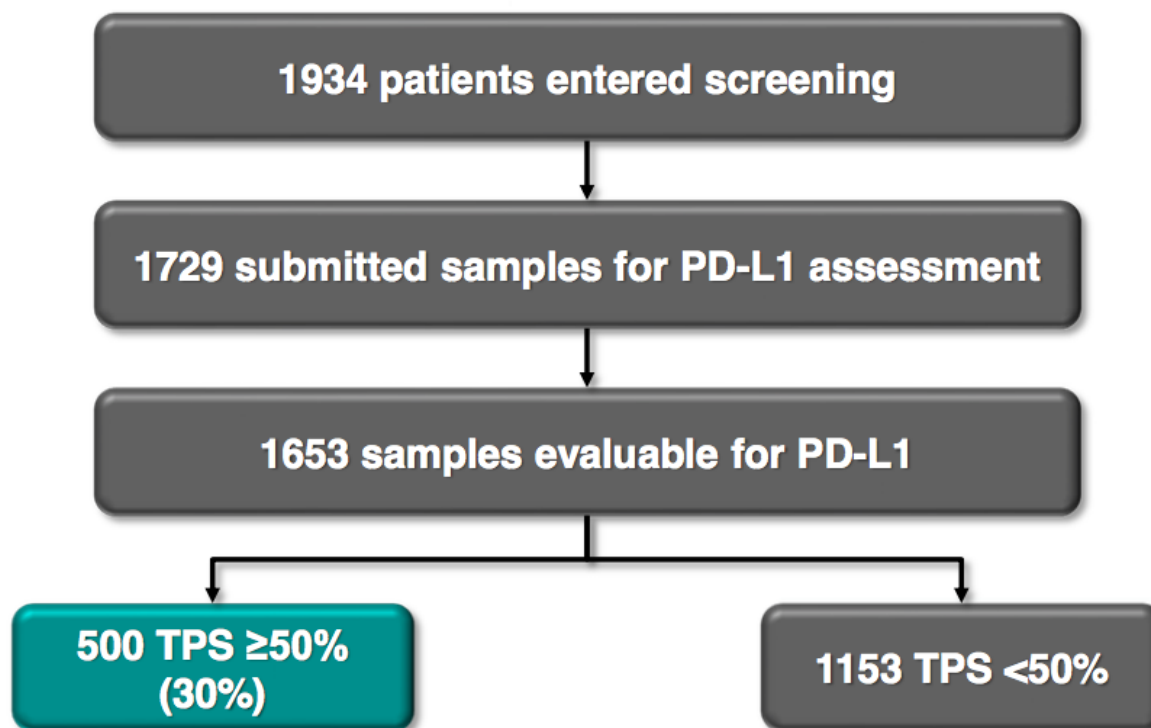 1934 patients entered screening
1729 submitted samples for PD-L1 assessment
1653 samples evaluable for PD-L1
500 TPS ≥50%
(30%)
1153 TPS <50%